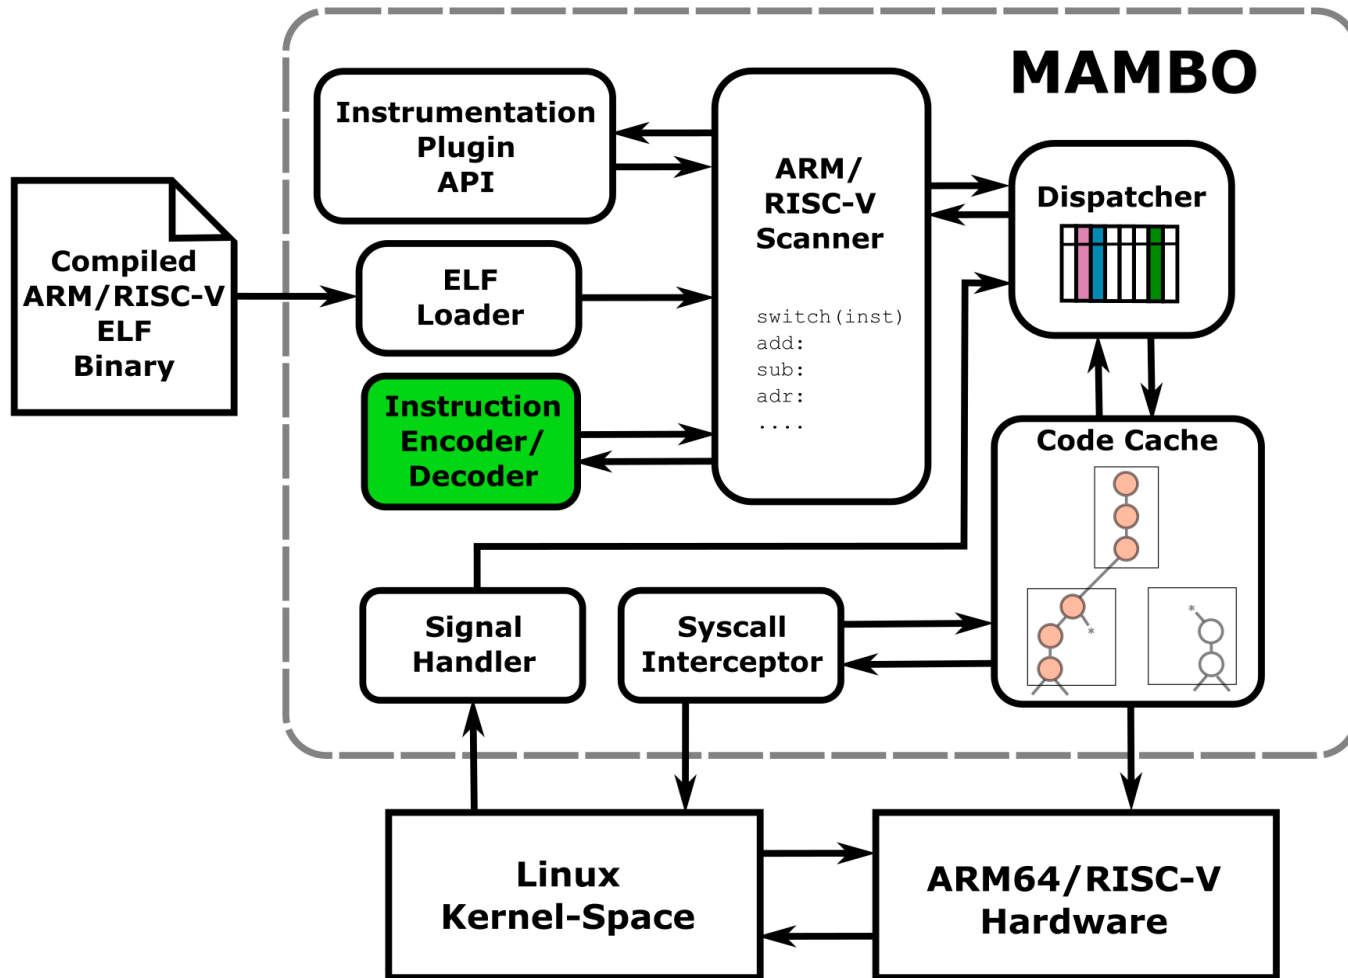 MAMBO
Instrumentation
Plugin
API
ARM/
RISC-V
Scanner
switch(inst)
add:
sub:
adr:
....
Dispatcher
Compiled
ARM/RISC-V
ELF
Binary
ELF
Loader
Instruction
Encoder/
Decoder
Code Cache
*
*
Signal
Handler
Syscall
Interceptor
Linux
Kernel-Space
ARM64/RISC-V
Hardware